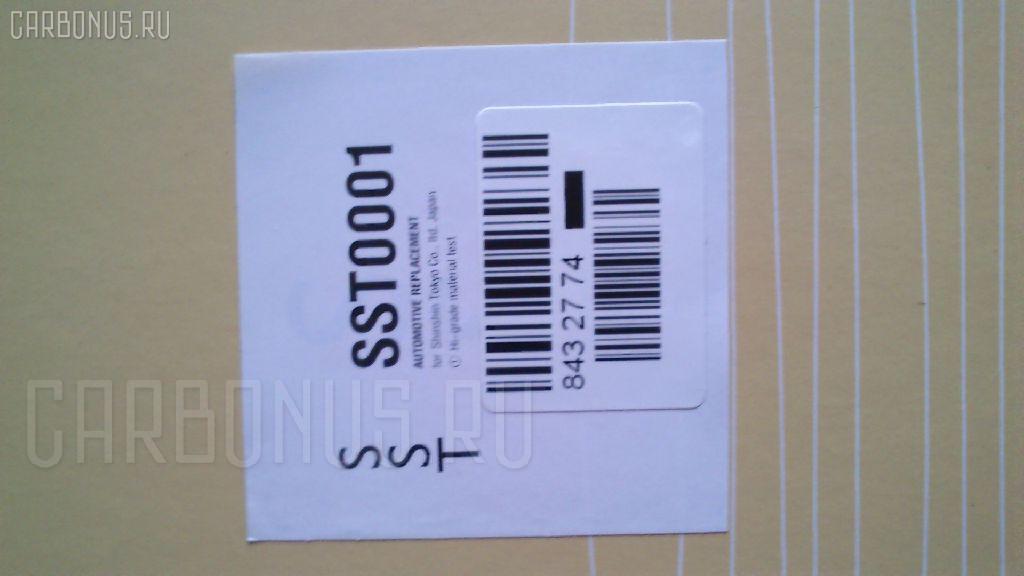 CARBONUS.RU
SST0001
AUTOMOTIVE REPLACEMENT
for Shinshin Tokyo Co., ltd. Japan
① Hi-grade material test
S
S
T
843 27 74
CARBONUS.RU